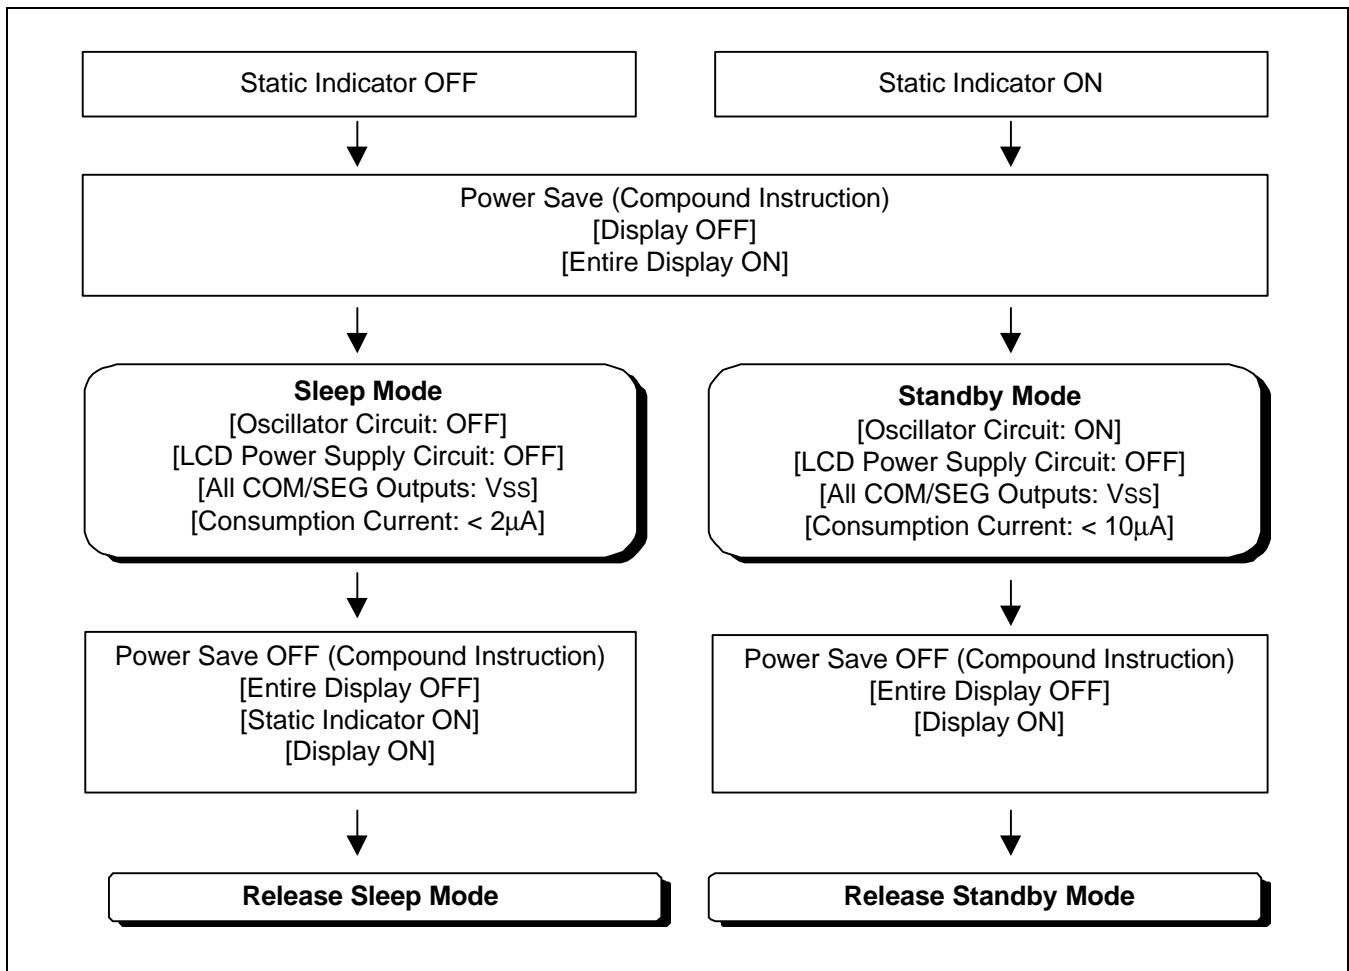 Static Indicator OFF
Static Indicator ON
Power Save (Compound Instruction)
[Display OFF]
[Entire Display ON]
Sleep Mode
[Oscillator Circuit: OFF]
[LCD Power Supply Circuit: OFF]
[All COM/SEG Outputs: VSS]
[Consumption Current: < 2μA]
Standby Mode
[Oscillator Circuit: ON]
[LCD Power Supply Circuit: OFF]
[All COM/SEG Outputs: VSS]
[Consumption Current: < 10μA]
Power Save OFF (Compound Instruction)
[Entire Display OFF]
[Static Indicator ON]
[Display ON]
Power Save OFF (Compound Instruction)
[Entire Display OFF]
[Display ON]
Release Sleep Mode
Release Standby Mode